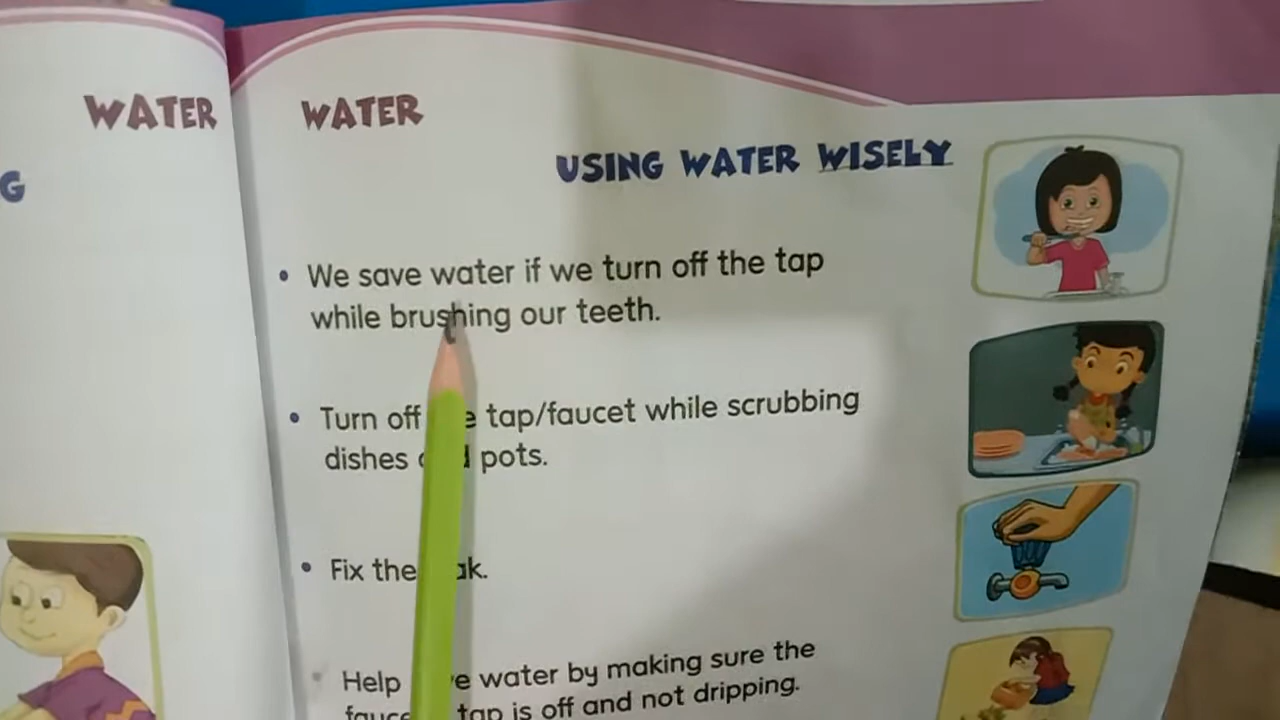 WATER
G
WATER
USING WATER WISELY
We save water if we turn off the tap
while brushing our teeth.
Turn off tap/faucet while scrubbing
dishes pots.
Fix the
Help water by making sure the
tap is off and not dripping.